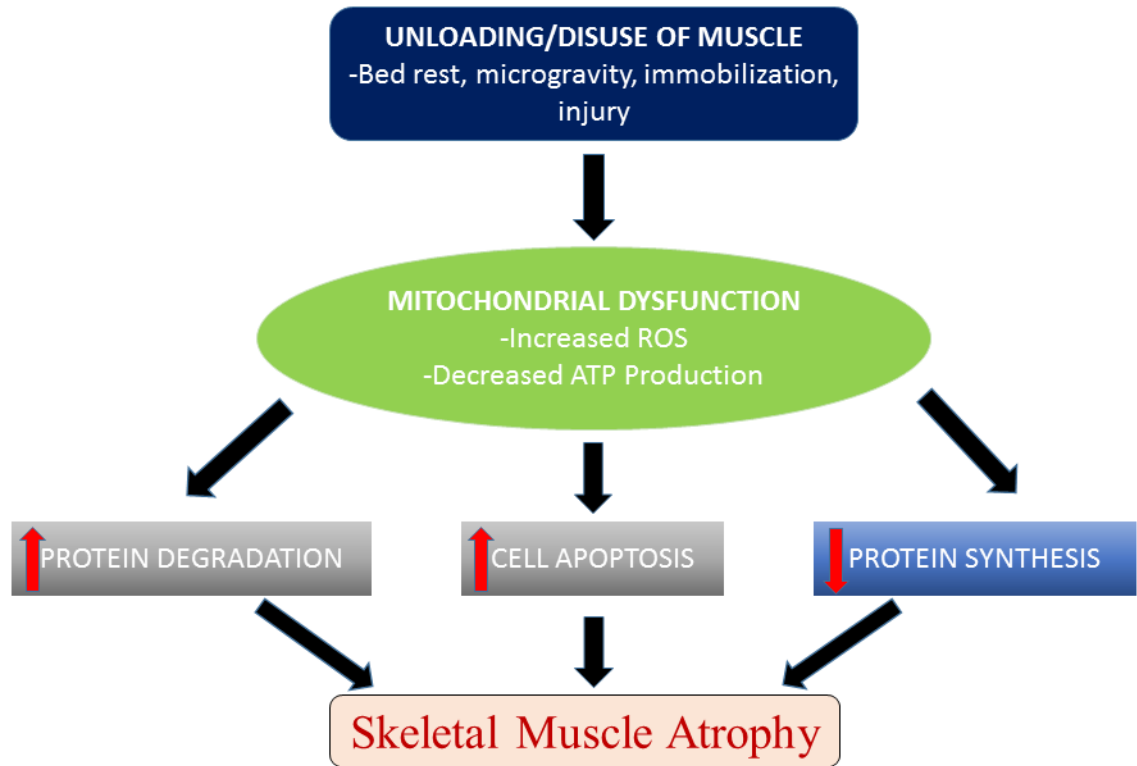 UNLOADING/DISUSE OF MUSCLE
-Bed rest, microgravity, immobilization,
injury
MITOCHONDRIAL DYSFUNCTION
-Increased ROS
-Decreased ATP Production
PROTEIN DEGRADATION
CELL APOPTOSIS
PROTEIN SYNTHESIS
Skeletal Muscle Atrophy